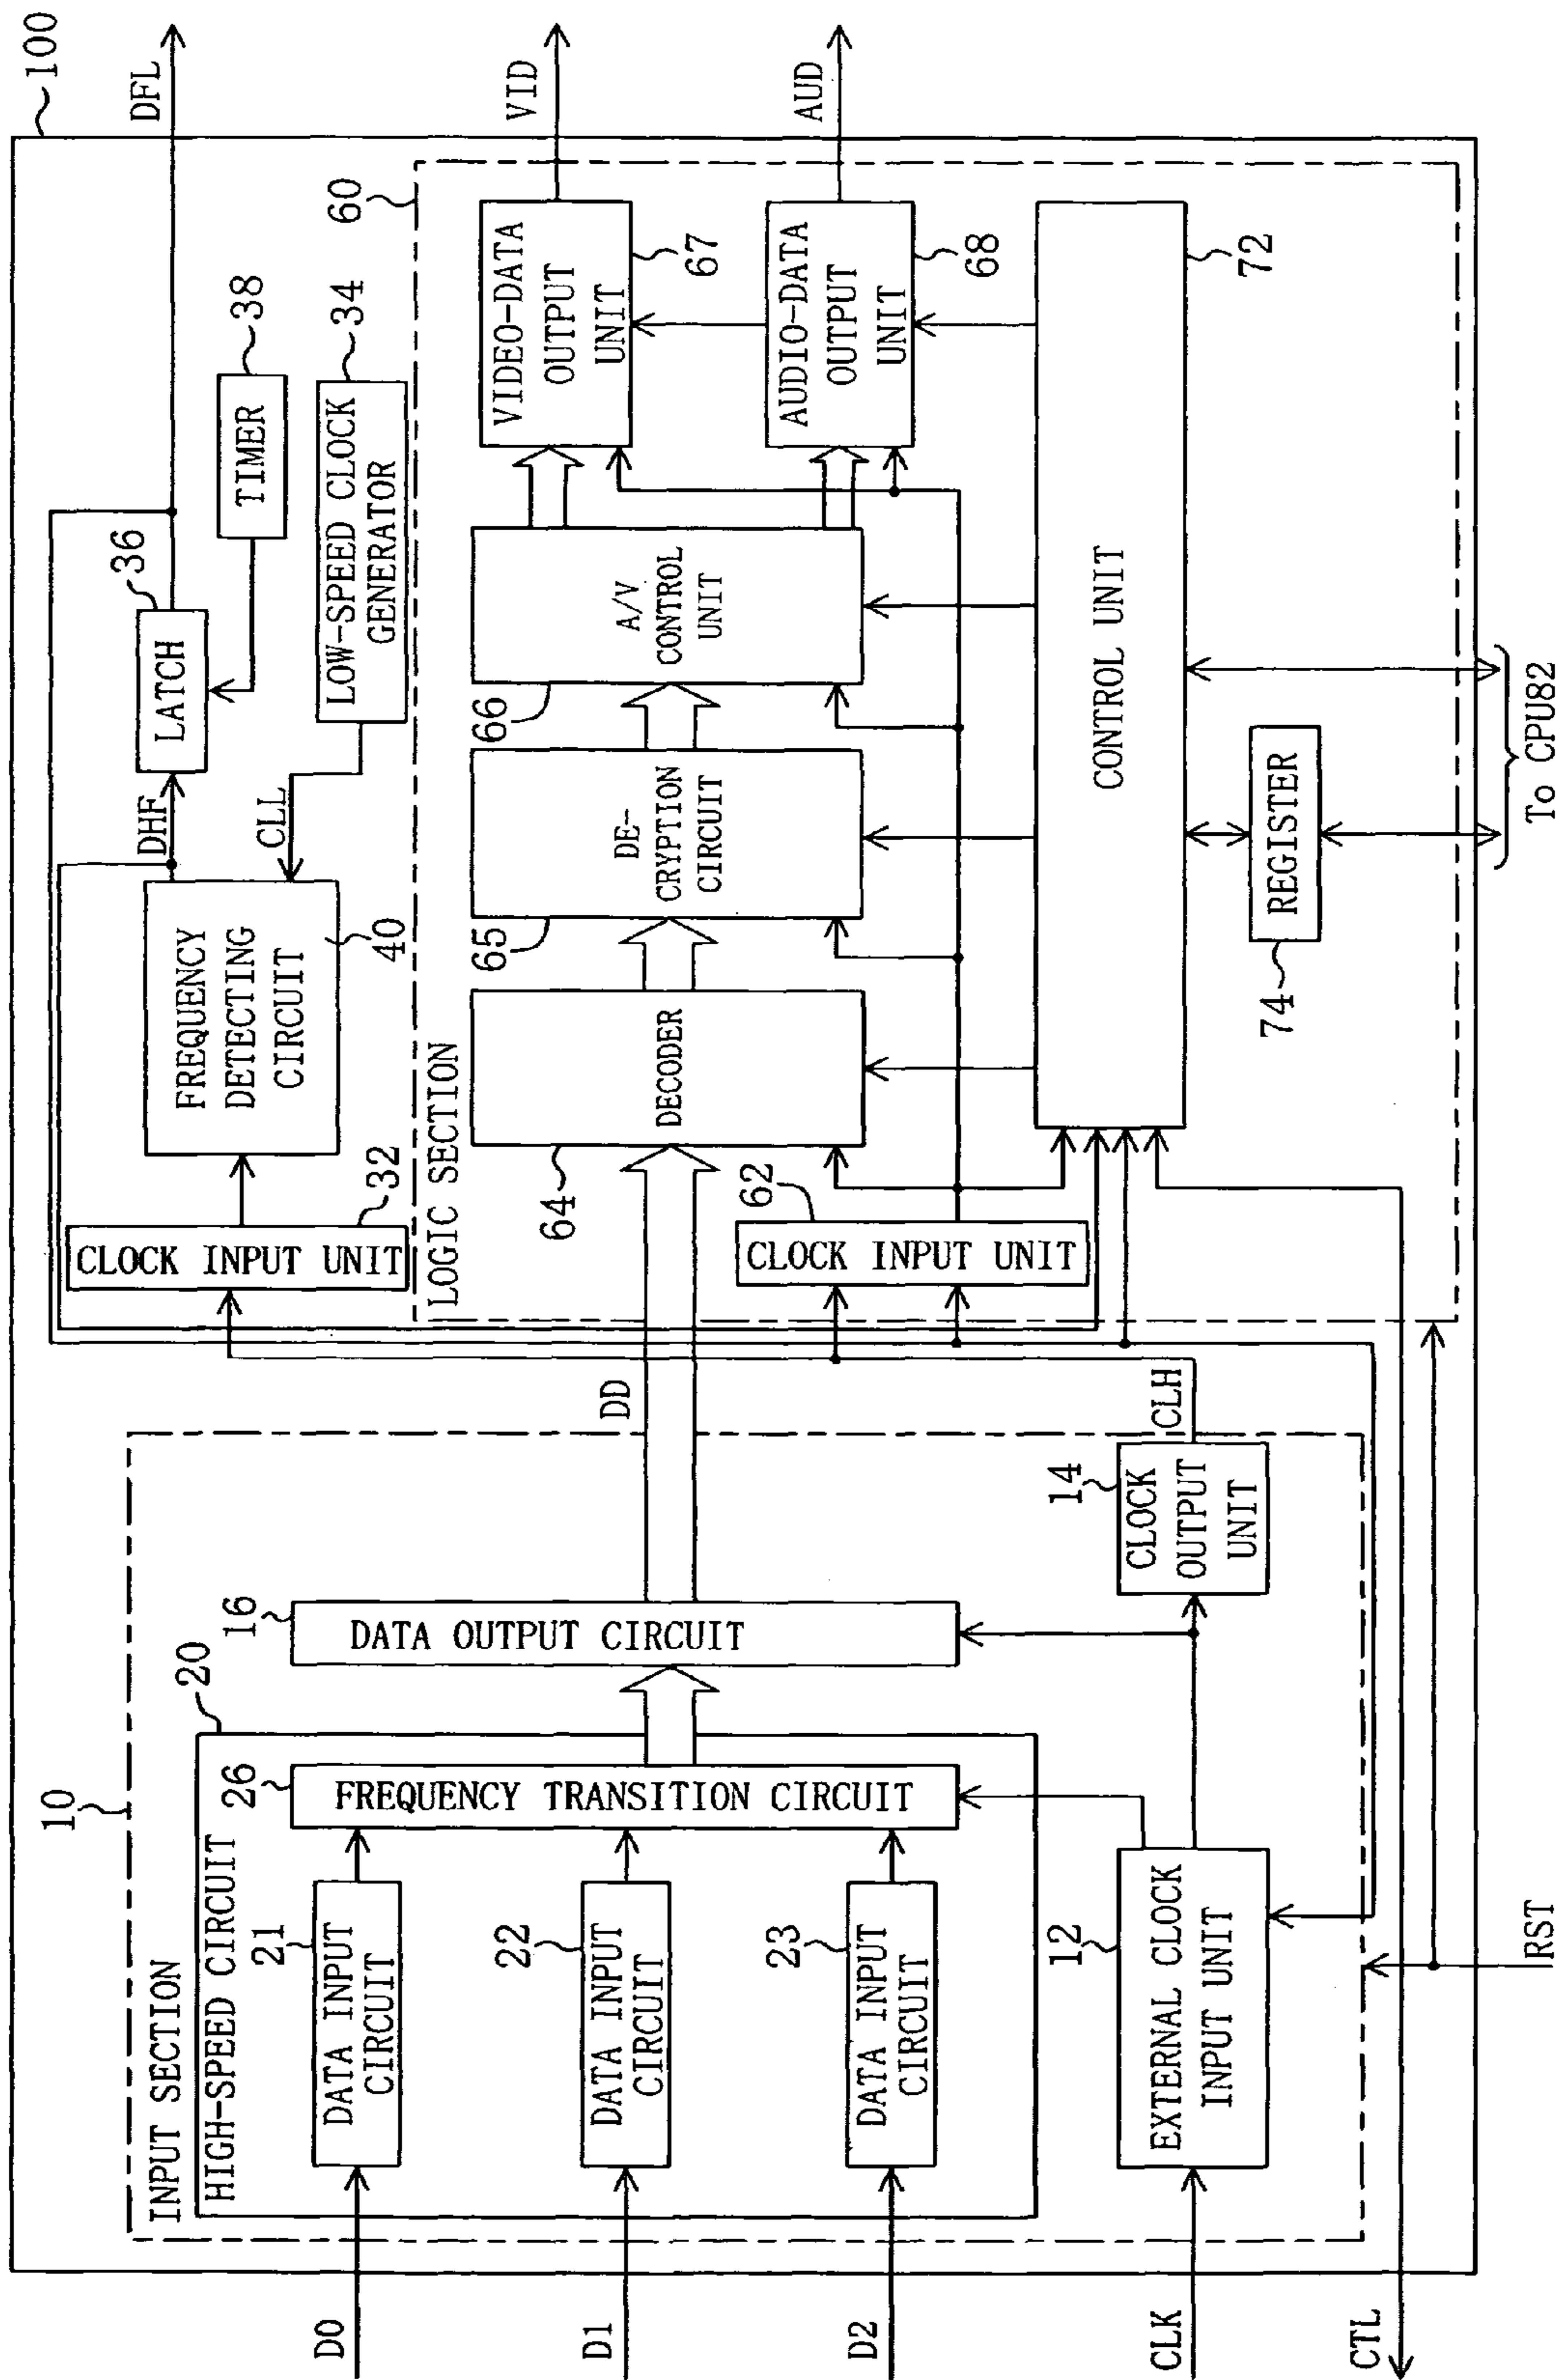 100
10
INPUT SECTION
HIGH-SPEED CIRCUIT
20
D0
DATA INPUT
CIRCUIT
21
D1
DATA INPUT
CIRCUIT
22
D2
DATA INPUT
CIRCUIT
23
26
FREQUENCY TRANSITION CIRCUIT
16
DATA OUTPUT CIRCUIT
CLK
EXTERNAL CLOCK
INPUT UNIT
12
CLOCK
OUTPUT
UNIT
14
CLH
DD
CTL
RST
CLOCK INPUT UNIT
32
FREQUENCY
DETECTING
CIRCUIT
40
DHF
CLL
LATCH
36
TIMER
38
LOW-SPEED CLOCK
GENERATOR
34
DFL
LOGIC SECTION
60
62
CLOCK INPUT UNIT
64
DECODER
65
DE-
CRYPTION
CIRCUIT
66
A/V
CONTROL
UNIT
VIDEO-DATA
OUTPUT
UNIT
67
VID
AUDIO-DATA
OUTPUT
UNIT
68
AUD
CONTROL UNIT
72
REGISTER
74
To CPU82